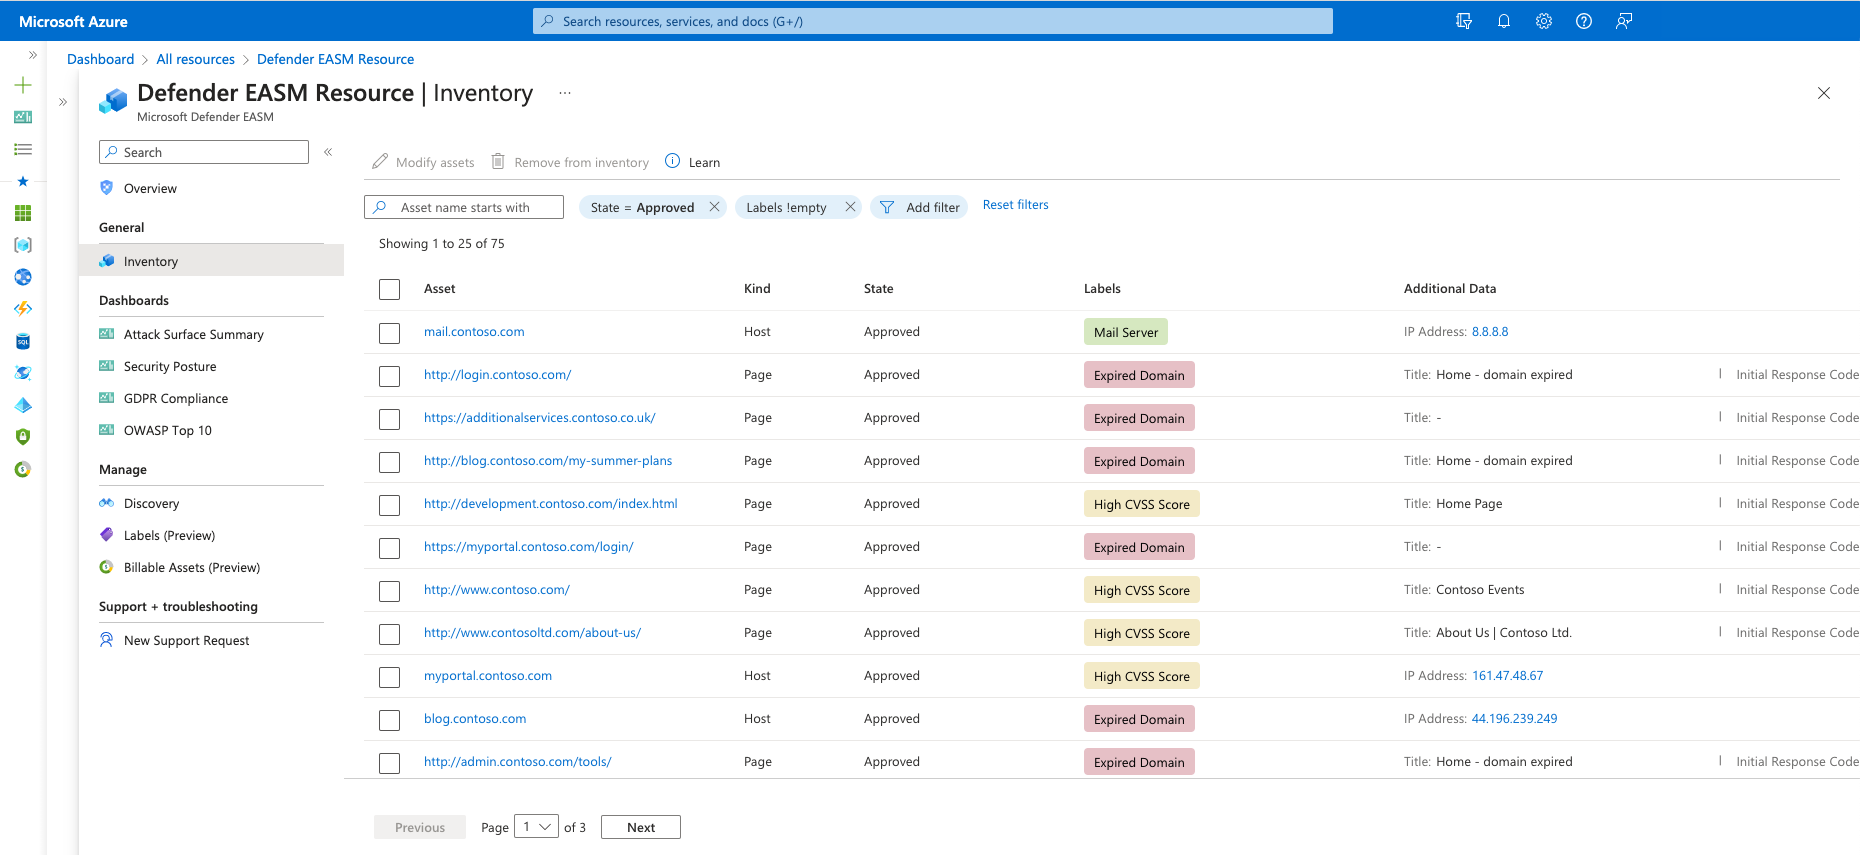 Microsoft Azure
Search resources, services, and docs (G+/)
Dashboard > All resources > Defender EASM Resource
Defender EASM Resource | Inventory ...
Microsoft Defender EASM
Search
Overview
General
Inventory
Dashboards
Attack Surface Summary
Security Posture
GDPR Compliance
OWASP Top 10
Manage
Discovery
Labels (Preview)
Billable Assets (Preview)
Support + troubleshooting
New Support Request
Modify assets Remove from inventory Learn
Asset name starts with State = Approved Labels !empty Add filter Reset filters
Showing 1 to 25 of 75
Asset Kind State Labels Additional Data
mail.contoso.com Host Approved Mail Server IP Address: 8.8.8.8
http://login.contoso.com/ Page Approved Expired Domain Title: Home - domain expired | Initial Response Code
https://additionalservices.contoso.co.uk/ Page Approved Expired Domain Title: - | Initial Response Code
http://blog.contoso.com/my-summer-plans Page Approved Expired Domain Title: Home - domain expired | Initial Response Code
http://development.contoso.com/index.html Page Approved High CVSS Score Title: Home Page | Initial Response Code
https://myportal.contoso.com/login/ Page Approved Expired Domain Title: - | Initial Response Code
http://www.contoso.com/ Page Approved High CVSS Score Title: Contoso Events | Initial Response Code
http://www.contosoltd.com/about-us/ Page Approved High CVSS Score Title: About Us | Contoso Ltd. | Initial Response Code
myportal.contoso.com Host Approved High CVSS Score IP Address: 161.47.48.67
blog.contoso.com Host Approved Expired Domain IP Address: 44.196.239.249
http://admin.contoso.com/tools/ Page Approved Expired Domain Title: Home - domain expired | Initial Response Code
Previous Page 1 of 3 Next